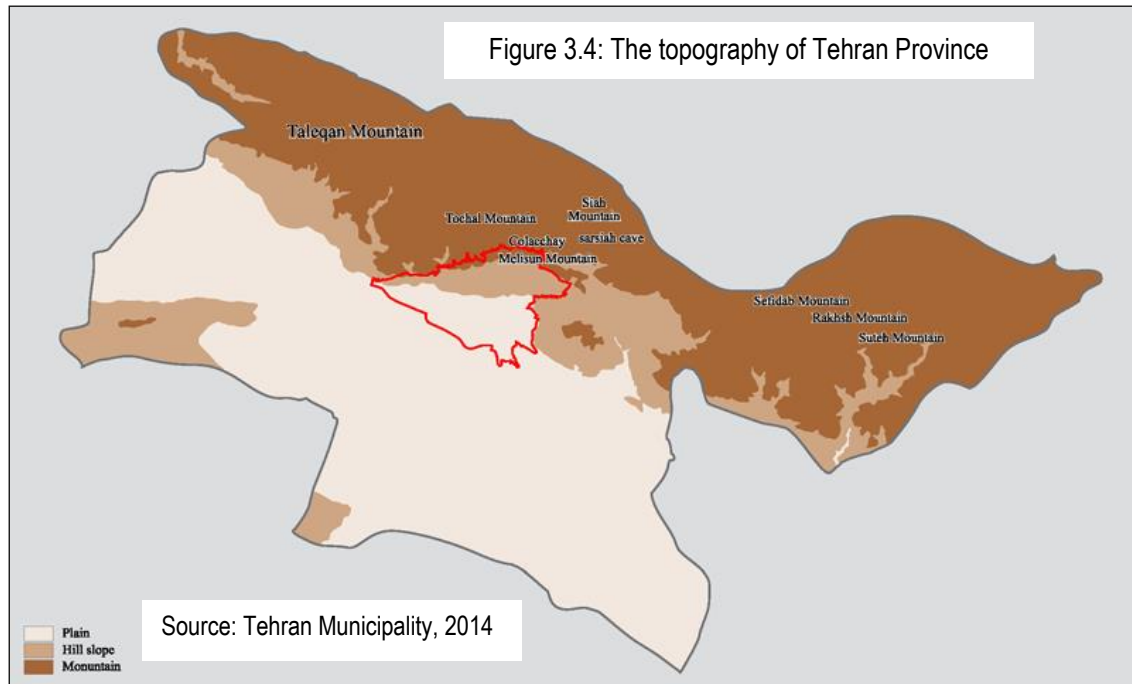 Figure 3.4: The topography of Tehran Province
Taleqan Mountain
Siah
Mountain
Tochal Mountain
Colacchay
sarsiah cave
Melisun Mountain
Sefidab Mountain
Rakhsh Mountain
Suteh Mountain
Source: Tehran Municipality, 2014
Plain
Hill slope
Monuntain